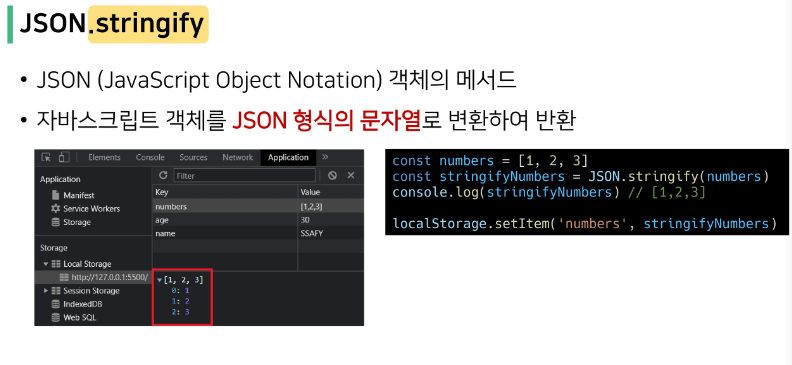 JSON.stringify
• JSON (JavaScript Object Notation) 객체의 메서드
• 자바스크립트 객체를 JSON 형식의 문자열로 변환하여 반환
Elements Console Sources Network Application »
Application
Manifest
Service Workers
Storage
Storage
Local Storage
http://127.0.0.1:5500/
Session Storage
IndexedDB
Web SQL
Filter
Key Value
numbers [1,2,3]
age 30
name SSAFY
▼[1, 2, 3]
0: 1
1: 2
2: 3
const numbers = [1, 2, 3]
const stringifyNumbers = JSON.stringify(numbers)
console.log(stringifyNumbers) // [1,2,3]
localStorage.setItem('numbers', stringifyNumbers)